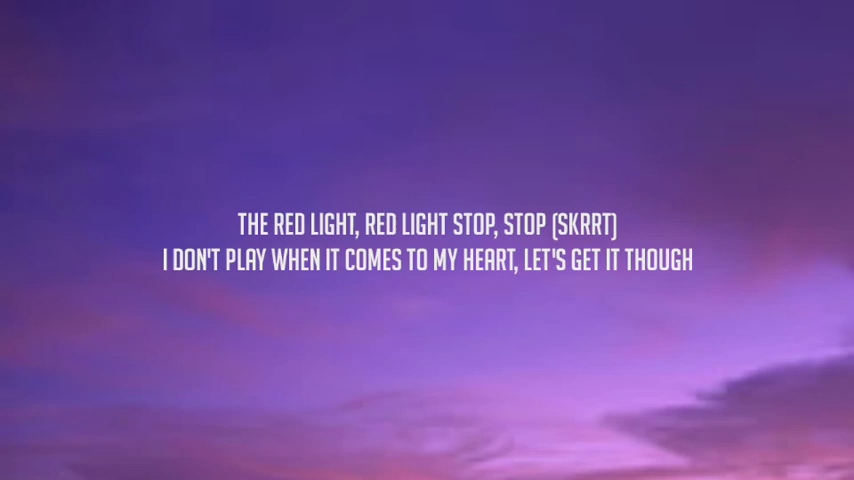 THE RED LIGHT, RED LIGHT STOP, STOP (SKRRT)
I DON'T PLAY WHEN IT COMES TO MY HEART, LET'S GET IT THOUGH